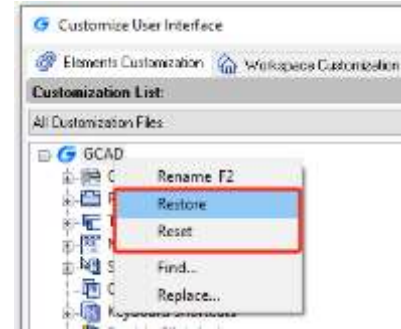 Customize User Interface
Elements Customization Workspace Customization
Customization List:
All Customization Files
GCAD
Rename F2
Restore
Reset
Find...
Replace...
Keyboard Shortcuts